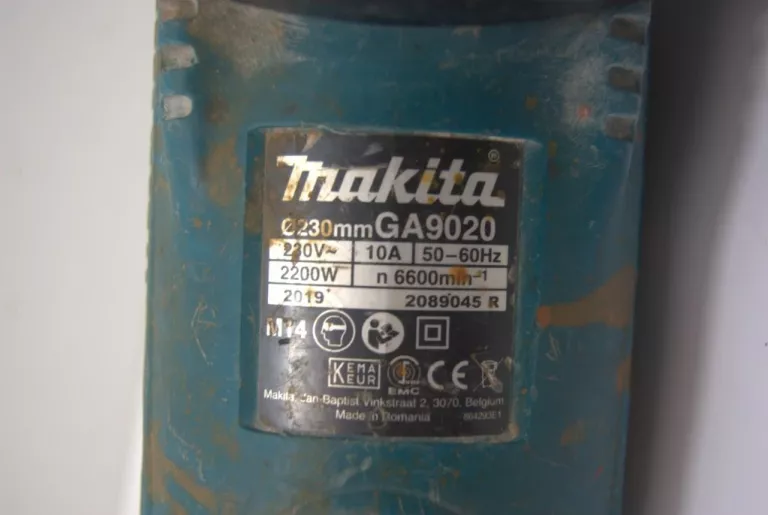 Makita®
Ø230mm GA9020
230V~ 10A 50-60Hz
2200W n 6600min⁻¹
2019 2089045 R
M14
KEMA
KEUR
EMC CE
Makita, Jan-Baptist Vinkstraat 2, 3070, Belgium
Made in Romania